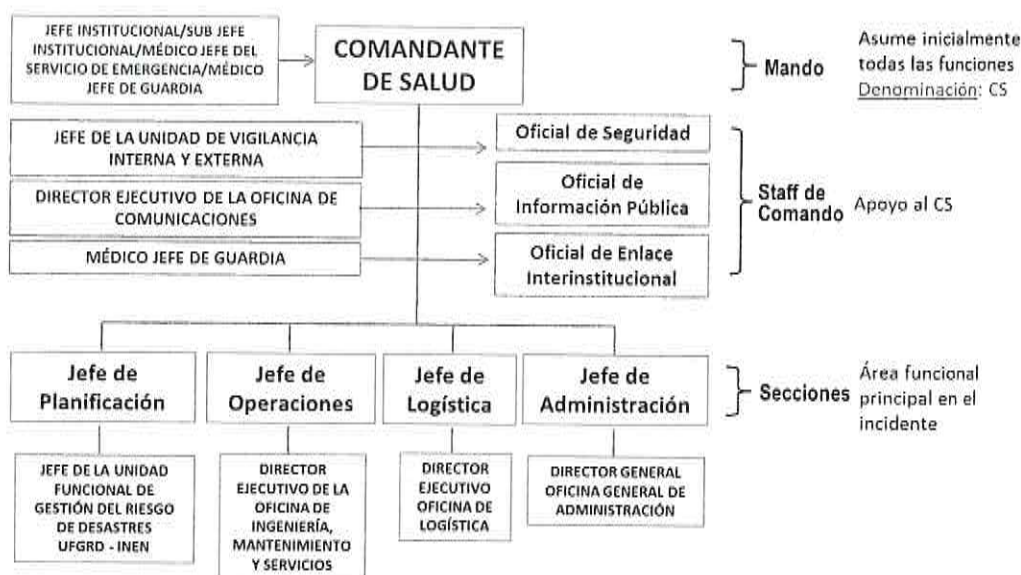 JEFE INSTITUCIONAL/SUB JEFE
INSTITUCIONAL/MÉDICO JEFE DEL
SERVICIO DE EMERGENCIA/MÉDICO
JEFE DE GUARDIA
COMANDANTE
DE SALUD
Mando
Asume inicialmente
todas las funciones
Denominación: CS
JEFE DE LA UNIDAD DE VIGILANCIA
INTERNA Y EXTERNA
Oficial de Seguridad
DIRECTOR EJECUTIVO DE LA OFICINA DE
COMUNICACIONES
Oficial de
Información Pública
MÉDICO JEFE DE GUARDIA
Oficial de Enlace
Interinstitucional
Staff de
Comando
Apoyo al CS
Jefe de
Planificación
Jefe de
Operaciones
Jefe de
Logística
Jefe de
Administración
Secciones
Área funcional
principal en el
incidente
JEFE DE LA UNIDAD
FUNCIONAL DE
GESTIÓN DEL RIESGO
DE DESASTRES
UFGRD - INEN
DIRECTOR
EJECUTIVO DE LA
OFICINA DE
INGENIERÍA,
MANTENIMIENTO
Y SERVICIOS
DIRECTOR
EJECUTIVO
OFICINA DE
LOGÍSTICA
DIRECTOR GENERAL
OFICINA GENERAL DE
ADMINISTRACIÓN